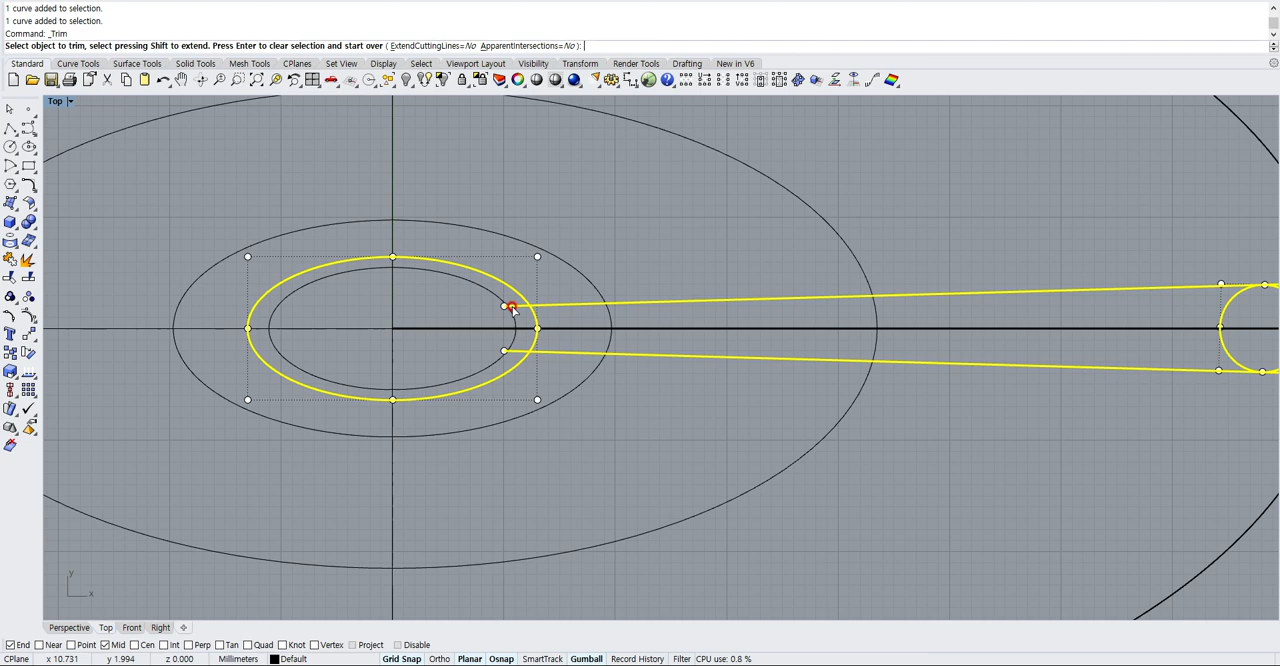 1 curve added to selection.
1 curve added to selection.
Command: _Trim
Select object to trim, select pressing Shift to extend. Press Enter to clear selection and start over ( ExtendCuttingLines=No ApparentIntersections=No ):
Standard Curve Tools Surface Tools Solid Tools Mesh Tools CPlanes Set View Display Select Viewport Layout Visibility Transform Render Tools Drafting New in V6
Top
y
x
Perspective Top Front Right
End Near Point Mid Cen Int Perp Tan Quad Knot Vertex Project Disable
CPlane x 10.731 y 1.994 z 0.000 Millimeters Default Grid Snap Ortho Planar Osnap SmartTrack Gumball Record History Filter CPU use: 0.8 %